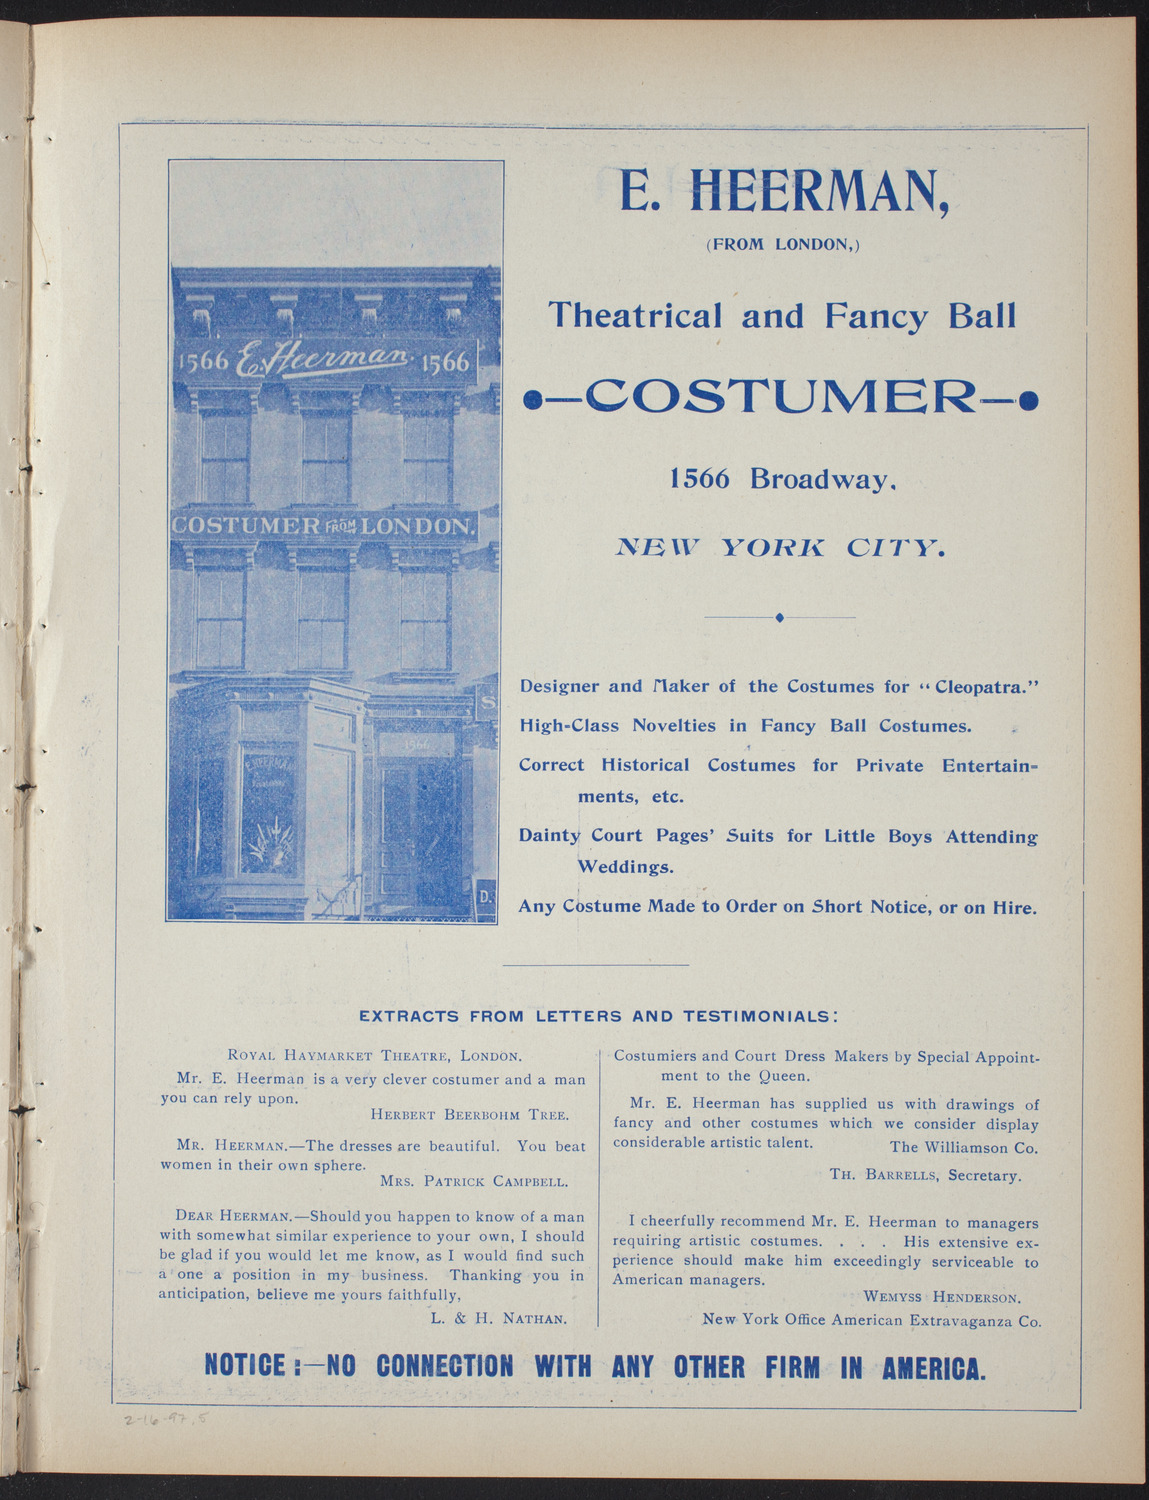 E. HEERMAN,
(FROM LONDON,)
Theatrical and Fancy Ball
COSTUMER
1566 Broadway,
NEW YORK CITY.
1566 E. Heerman. 1566
COSTUMER FROM LONDON.
S
1566
E. HEERMAN
D.
Designer and Maker of the Costumes for “Cleopatra.”
High-Class Novelties in Fancy Ball Costumes.
Correct Historical Costumes for Private Entertain-
ments, etc.
Dainty Court Pages’ Suits for Little Boys Attending
Weddings.
Any Costume Made to Order on Short Notice, or on Hire.
EXTRACTS FROM LETTERS AND TESTIMONIALS:
ROYAL HAYMARKET THEATRE, LONDON.
Mr. E. Heerman is a very clever costumer and a man
you can rely upon.
HERBERT BEERBOHM TREE.
MR. HEERMAN.—The dresses are beautiful. You beat
women in their own sphere.
MRS. PATRICK CAMPBELL.
DEAR HEERMAN.—Should you happen to know of a man
with somewhat similar experience to your own, I should
be glad if you would let me know, as I would find such
a one a position in my business. Thanking you in
anticipation, believe me yours faithfully,
L. & H. NATHAN.
Costumiers and Court Dress Makers by Special Appoint-
ment to the Queen.
Mr. E. Heerman has supplied us with drawings of
fancy and other costumes which we consider display
considerable artistic talent. The Williamson Co.
TH. BARRELLS, Secretary.
I cheerfully recommend Mr. E. Heerman to managers
requiring artistic costumes. . . . His extensive ex-
perience should make him exceedingly serviceable to
American managers.
WEMYSS HENDERSON.
New York Office American Extravaganza Co.
NOTICE:—NO CONNECTION WITH ANY OTHER FIRM IN AMERICA.
2-16-97.5